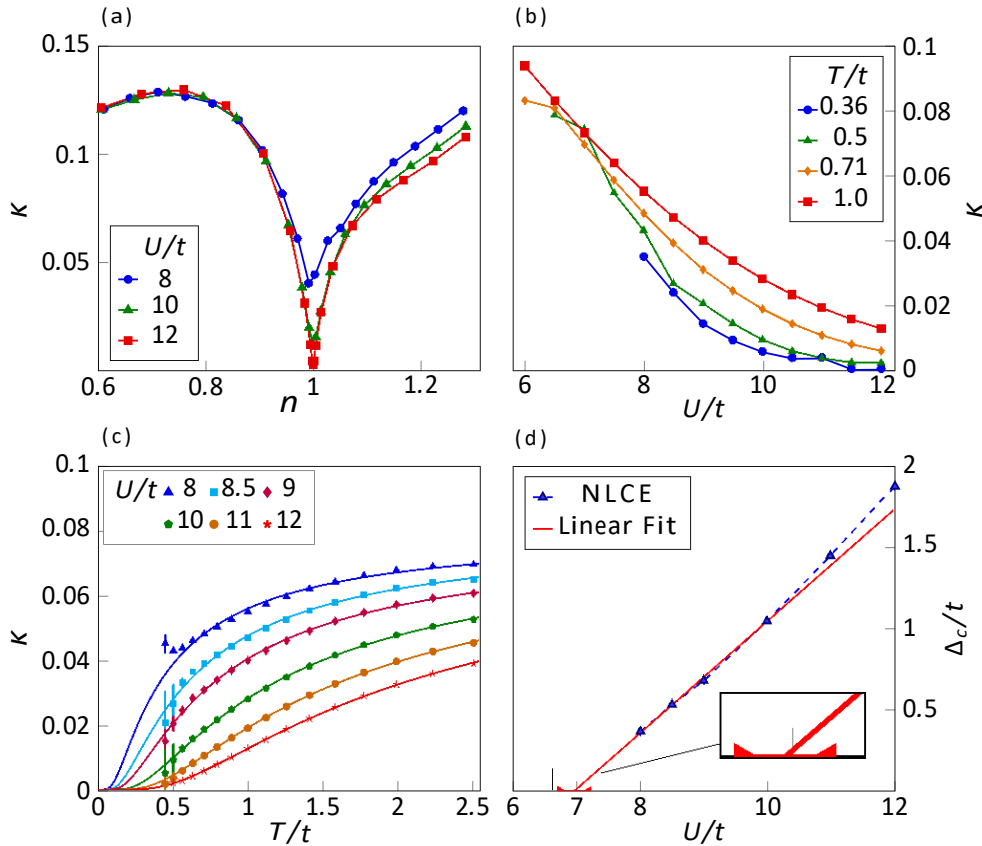 (a)
0.15
0.1
0.05
κ
U/t
8
10
12
0.6
0.8
1
1.2
n
(b)
0.1
0.08
0.06
0.04
0.02
0
κ
T/t
0.36
0.5
0.71
1.0
6
8
10
12
U/t
(c)
0.1
0.08
0.06
0.04
0.02
0
κ
U/t 8 8.5 9
10 11 12
0
0.5
1
1.5
2
2.5
T/t
(d)
2
1.5
1
0.5
Δc/t
NLCE
Linear Fit
6
7
8
9
10
11
12
U/t